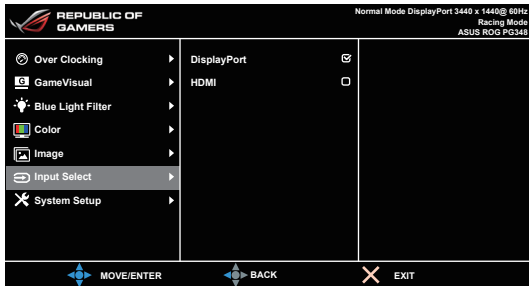 REPUBLIC OF
GAMERS
Normal Mode DisplayPort 3440 x 1440@ 60Hz
Racing Mode
ASUS ROG PG348
Over Clocking
DisplayPort
G GameVisual
HDMI
Blue Light Filter
Color
Image
Input Select
System Setup
MOVE/ENTER
BACK
EXIT